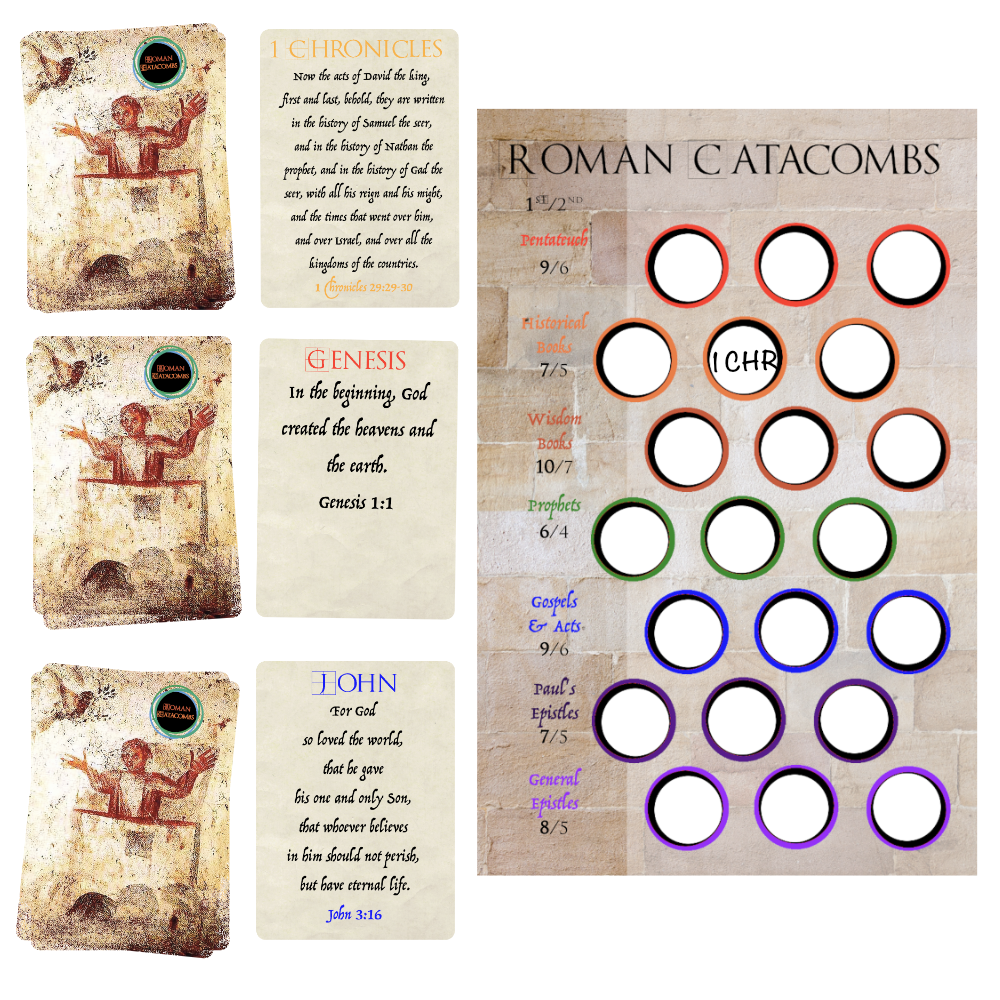 ROMAN
CATACOMBS
1 CHRONICLES
Now the acts of David the king,
first and last, behold, they are written
in the history of Samuel the seer,
and in the history of Nathan the
prophet, and in the history of Gad the
seer, with all his reign and his might,
and the times that went over him,
and over Israel, and over all the
kingdoms of the countries.
1 Chronicles 29:29-30
ROMAN
CATACOMBS
GENESIS
In the beginning, God
created the heavens and
the earth.
Genesis 1:1
ROMAN
CATACOMBS
JOHN
For God
so loved the world,
that he gave
his one and only Son,
that whoever believes
in him should not perish,
but have eternal life.
John 3:16
ROMAN CATACOMBS
1ST/2ND
Pentateuch
9/6
Historical
Books
7/5
1 CHR
Wisdom
Books
10/7
Prophets
6/4
Gospels
& Acts
9/6
Paul's
Epistles
7/5
General
Epistles
8/5